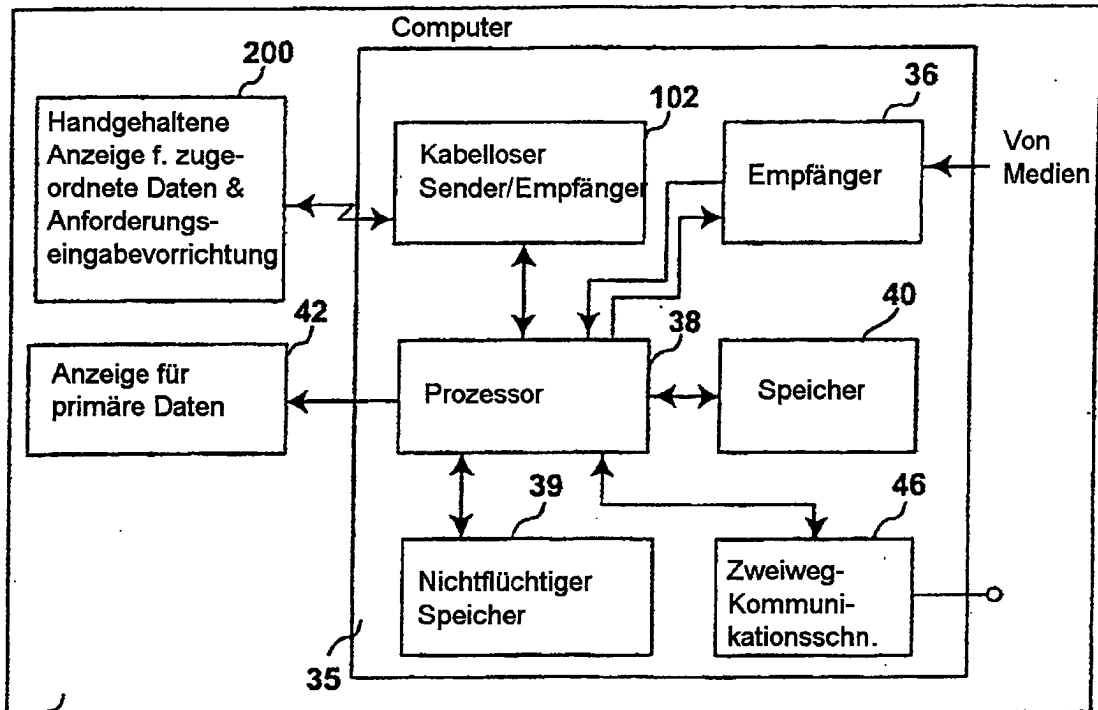 Computer
200
Handgehaltene
Anzeige f. zuge-
ordnete Daten &
Anforderungs-
eingabevorrichtung
102
Kabelloser
Sender/Empfänger
36
Empfänger
Von
Medien
42
Anzeige für
primäre Daten
38
Prozessor
40
Speicher
39
Nichtflüchtiger
Speicher
46
Zweiweg-
Kommuni-
kationsschn.
35